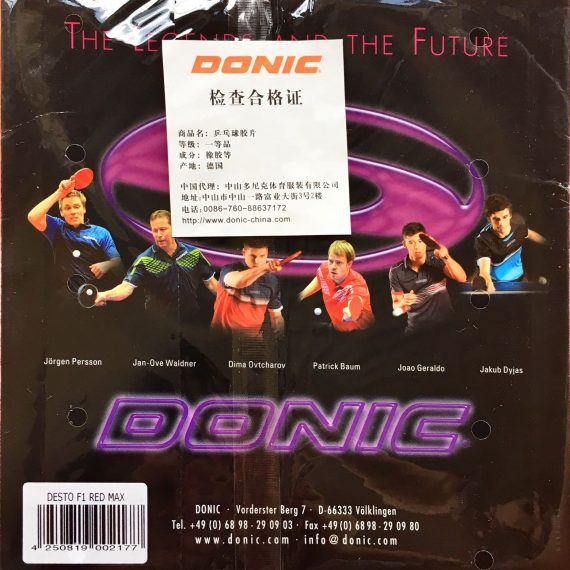 THE LEGENDS AND THE FUTURE
DONIC
检查合格证
商品名: 乒乓球胶片
等级: 一等品
成分: 橡胶等
产地: 德国
中国代理: 中山多尼克体育服装有限公司
地址: 中山市中山一路富业大街3号2楼
电话: 0086-760-88637172
http://www.donic-china.com
Jörgen Persson
Jan-Ove Waldner
Dima Ovtcharov
Patrick Baum
Joao Geraldo
Jakub Dyjas
DONIC
DESTO F1 RED MAX
4 250819 002177
DONIC · Vorderster Berg 7 · D-66333 Völklingen
Tel. +49 (0) 68 98 - 29 09 03 · Fax +49 (0) 68 98 - 29 09 80
www.donic.com · info@donic.com